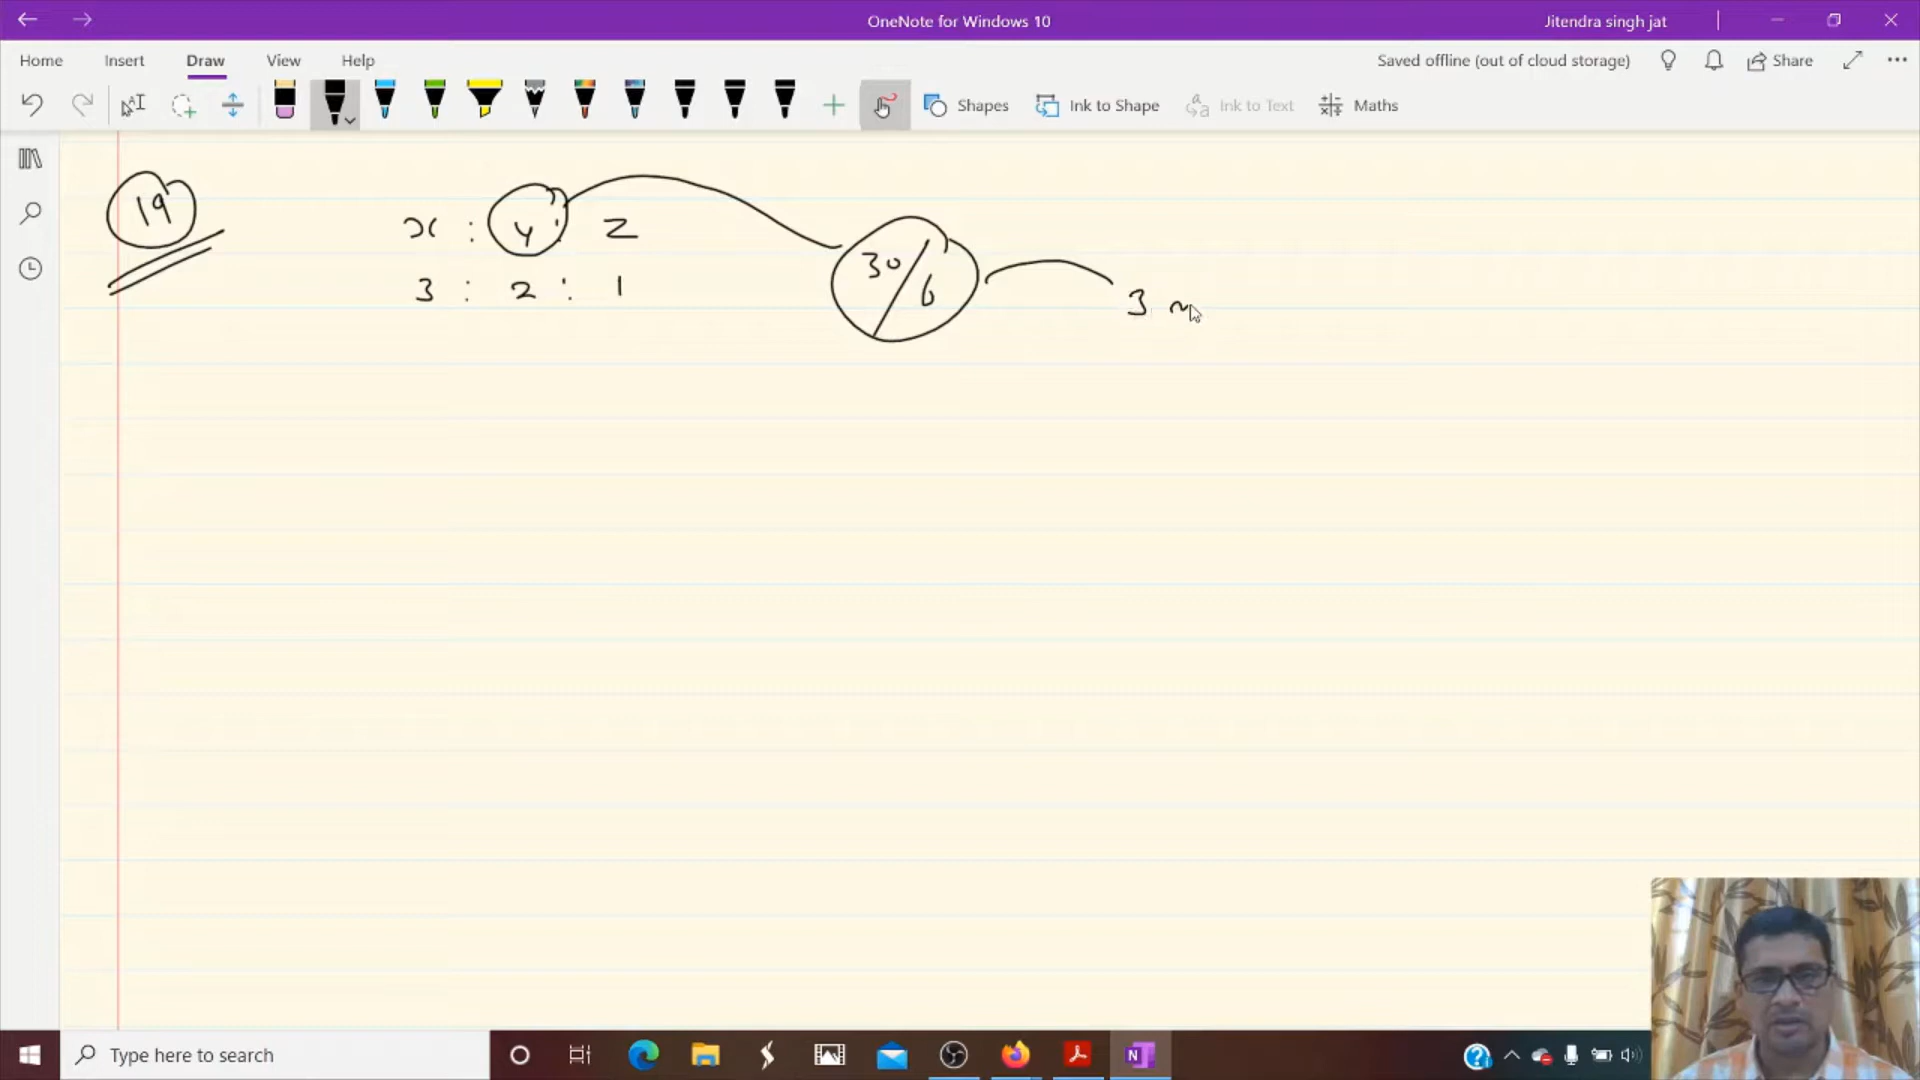 OneNote for Windows 10
Jitendra singh jat
Home Insert Draw View Help
Saved offline (out of cloud storage)
Share
Shapes
Ink to Shape
Ink to Text
Maths
19
x : y : z
3 : 2 : 1
30/6
3
Type here to search